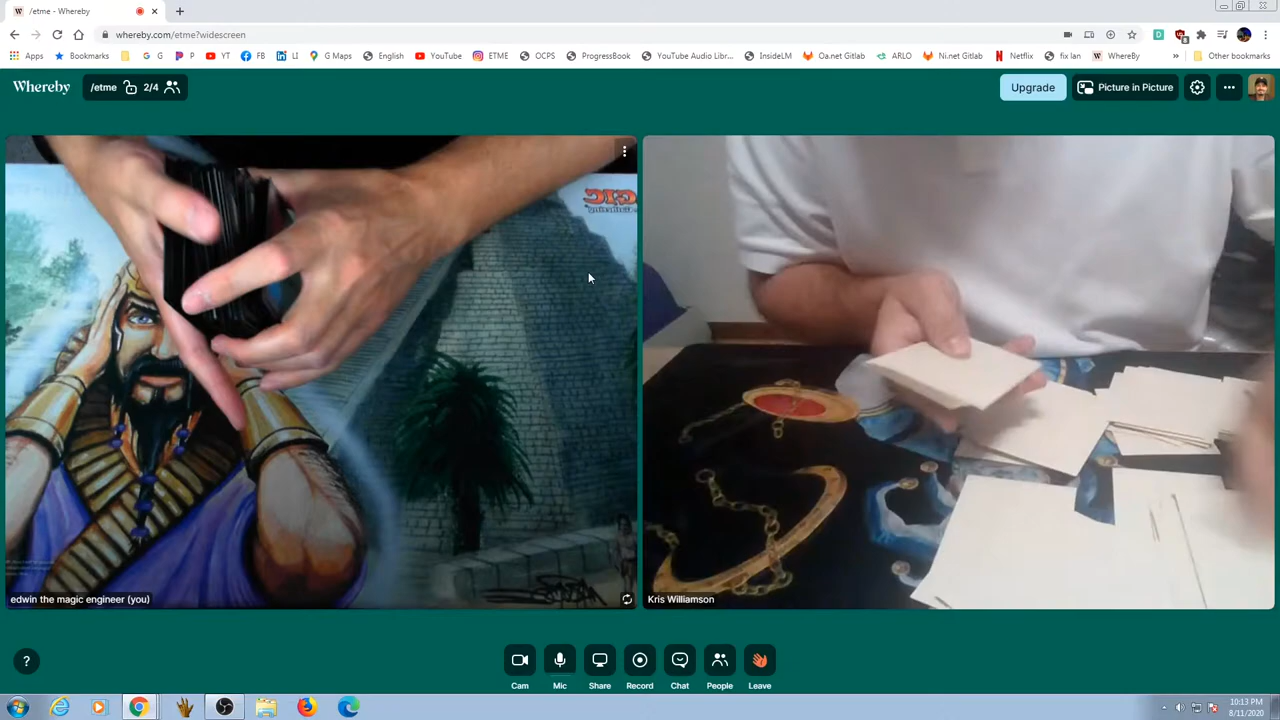 /etme - Whereby
whereby.com/etme?widescreen
Apps
Bookmarks
G
P
YT
FB
LI
G Maps
English
YouTube
ETME
OCPS
ProgressBook
YouTube Audio Libr...
InsideLM
Oa.net Gitlab
ARLO
Ni.net Gitlab
Netflix
fix lan
WhereBy
»
Other bookmarks
Whereby
/etme
2/4
Upgrade
Picture in Picture
edwin the magic engineer (you)
Kris Williamson
?
Cam
Mic
Share
Record
Chat
People
Leave
10:13 PM
8/11/2020